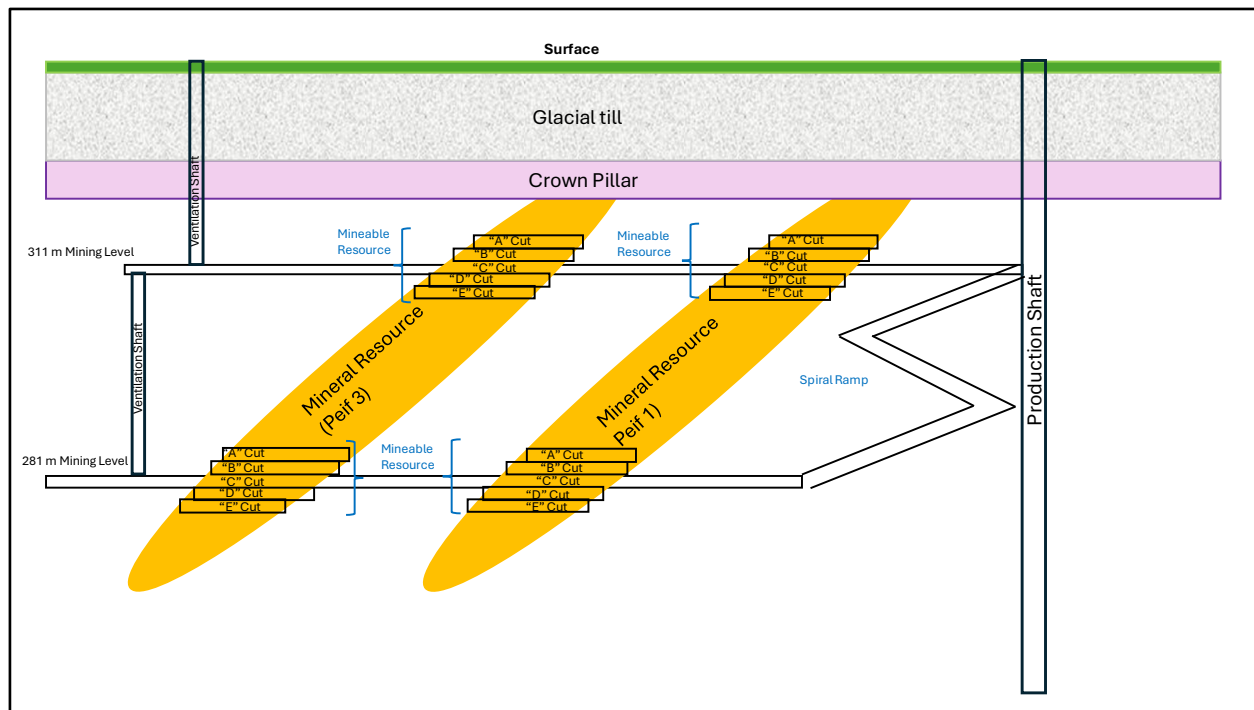 Surface
Glacial till
Crown Pillar
Ventilation Shaft
311 m Mining Level
Mineable
Resource
"A" Cut
"B" Cut
"C" Cut
"D" Cut
"E" Cut
Mineable
Resource
"A" Cut
"B" Cut
"C" Cut
"D" Cut
"E" Cut
Ventilation Shaft
Mineral Resource
(Peif 3)
Mineral Resource
Peif 1)
Spiral Ramp
Production Shaft
281 m Mining Level
"A" Cut
"B" Cut
"C" Cut
"D" Cut
"E" Cut
Mineable
Resource
"A" Cut
"B" Cut
"C" Cut
"D" Cut
"E" Cut